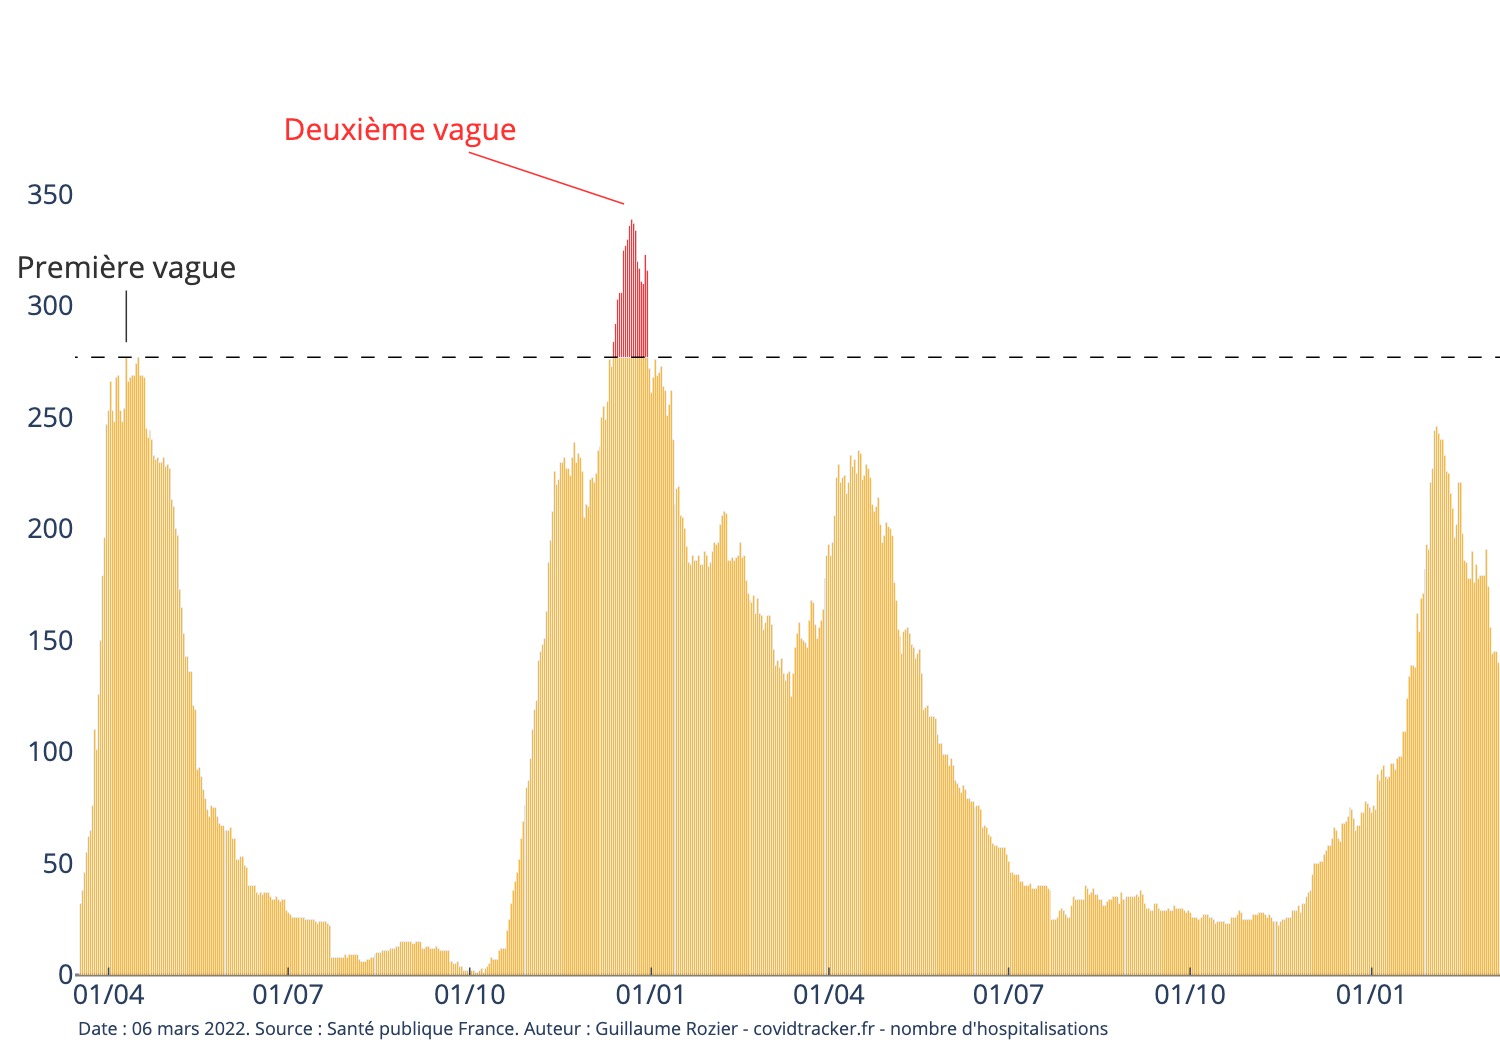 Deuxième vague
350
Première vague
300
250
200
150
100
50
0
01/04 01/07 01/10 01/01 01/04 01/07 01/10 01/01
Date : 06 mars 2022. Source : Santé publique France. Auteur : Guillaume Rozier - covidtracker.fr - nombre d'hospitalisations